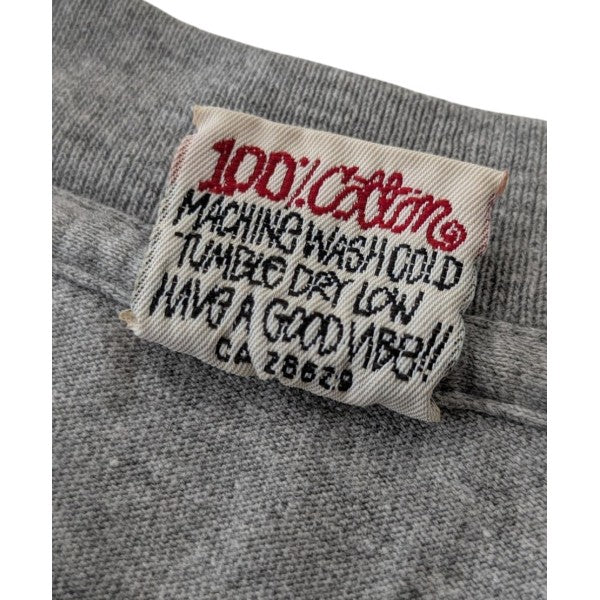 100% Cotton
MACHINE WASH COLD
TUMBLE DRY LOW
HAVE A GOOD VIBE!!
CA 28629